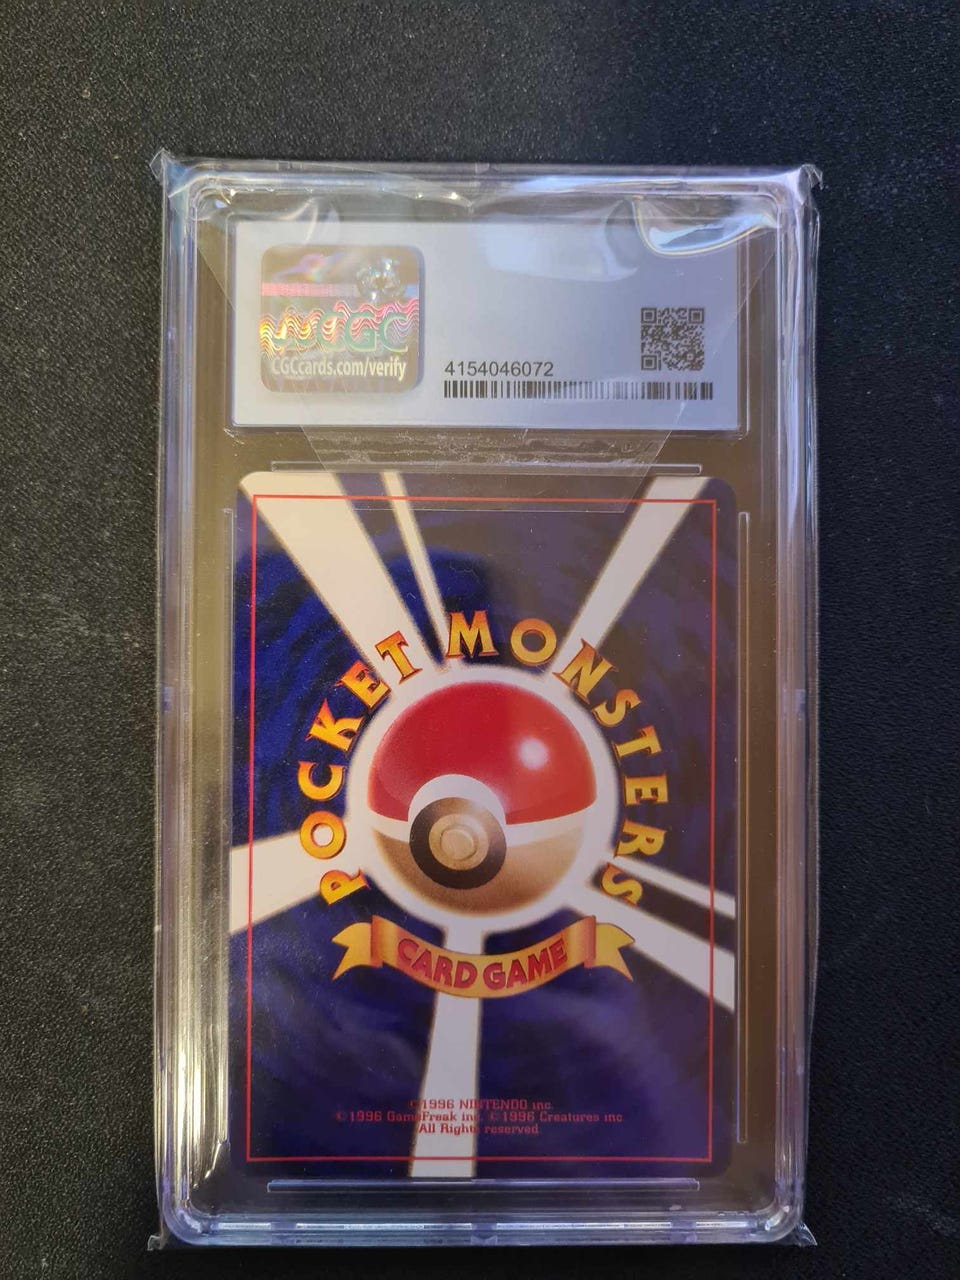 CGC
CGCcards.com/verify
4154046072
POCKET MONSTERS
CARD GAME
©1996 NINTENDO inc.
©1996 GameFreak inc. ©1996 Creatures inc.
All Rights reserved.